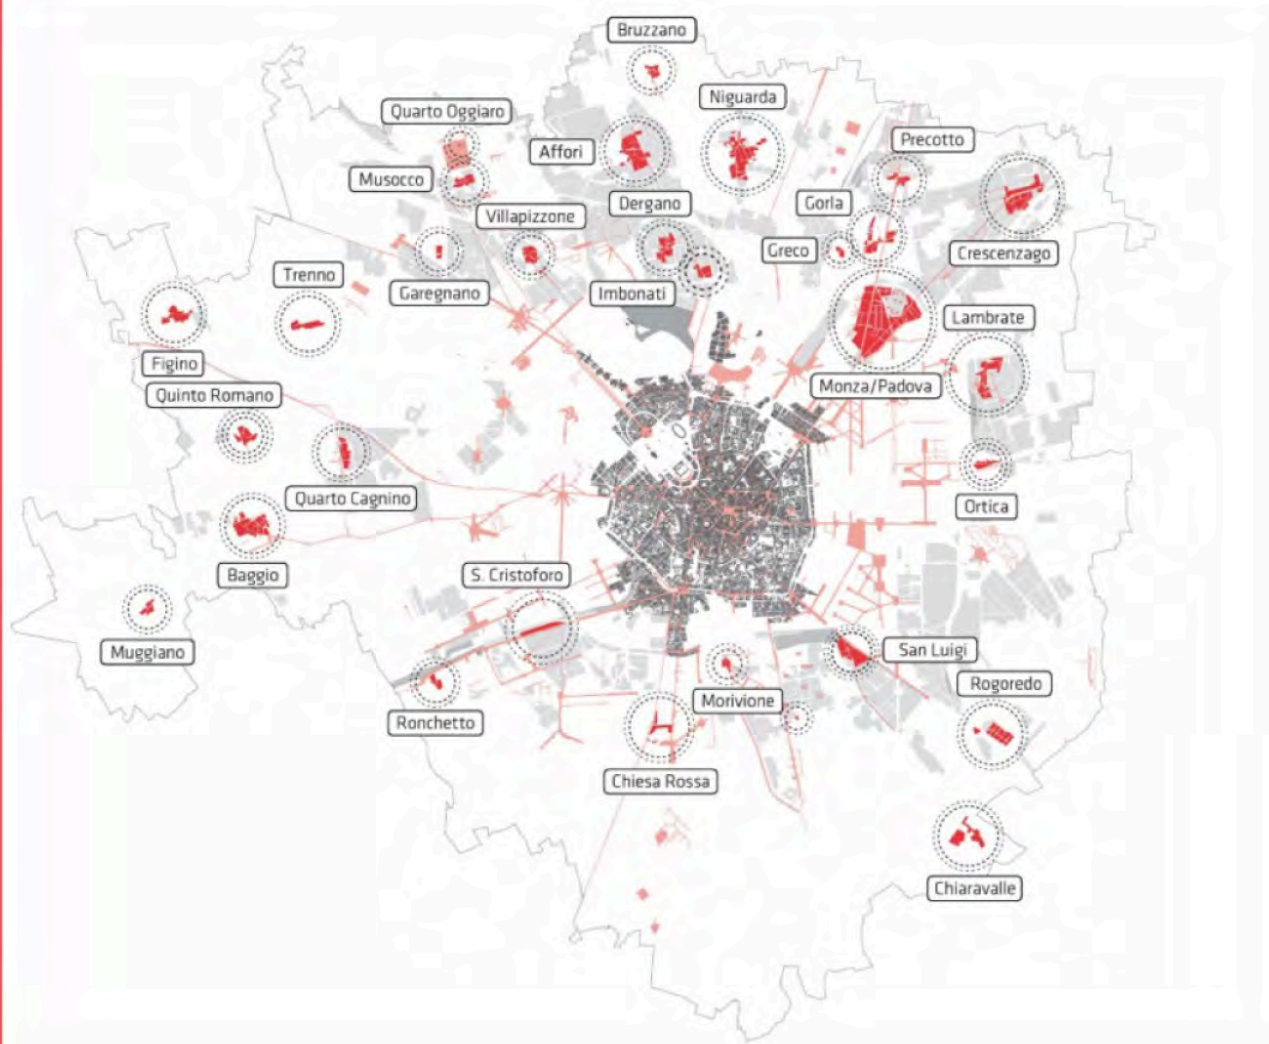 Bruzzano
Niguarda
Quarto Oggiaro
Affori
Precotto
Musocco
Villapizzone
Dergano
Gorla
Greco
Crescenzago
Trenno
Garegnano
Imbonati
Lambrate
Figino
Monza/Padova
Quinto Romano
Quarto Cagnino
Ortica
Baggio
S. Cristoforo
Muggiano
San Luigi
Rogoredo
Morivione
Ronchetto
Chiesa Rossa
Chiaravalle